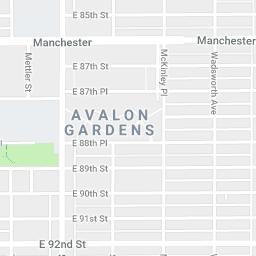 E 85th St
Manchester
Manchester
Mettler St
E 87th St
McKinley Pl
Wadsworth Ave
E 87th Pl
AVALON
GARDENS
E 88th Pl
E 89th St
E 90th St
E 91st St
E 92nd St